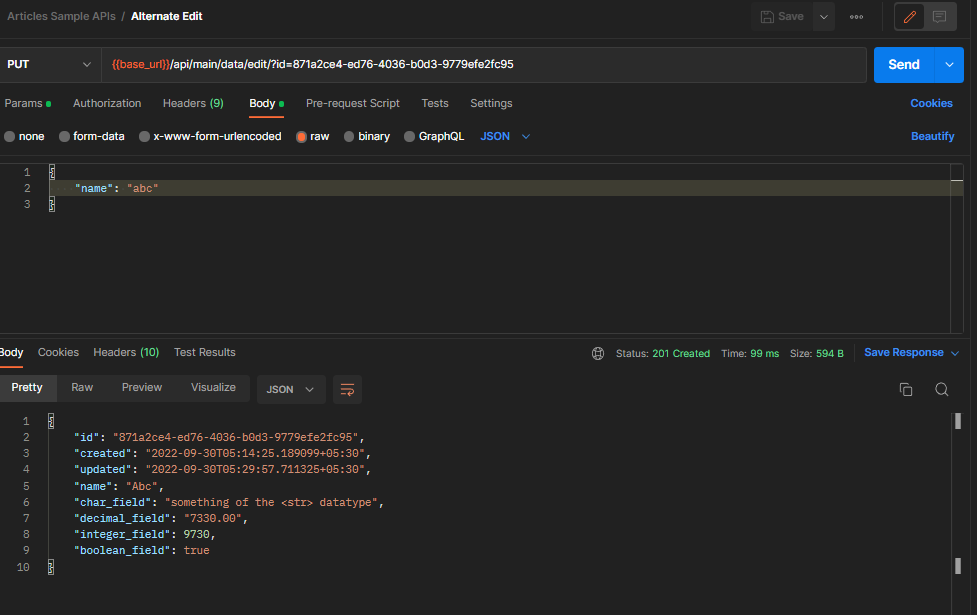 Articles Sample APIs / Alternate Edit
Save
PUT {{base_url}}/api/main/data/edit/?id=871a2ce4-ed76-4036-b0d3-9779efe2fc95 Send
Params Authorization Headers (9) Body Pre-request Script Tests Settings Cookies
none form-data x-www-form-urlencoded raw binary GraphQL JSON Beautify
1 {
2 "name": "abc"
3 }
Body Cookies Headers (10) Test Results Status: 201 Created Time: 99 ms Size: 594 B Save Response
Pretty Raw Preview Visualize JSON
1 {
2 "id": "871a2ce4-ed76-4036-b0d3-9779efe2fc95",
3 "created": "2022-09-30T05:14:25.189099+05:30",
4 "updated": "2022-09-30T05:29:57.711325+05:30",
5 "name": "Abc",
6 "char_field": "something of the <str> datatype",
7 "decimal_field": "7330.00",
8 "integer_field": 9730,
9 "boolean_field": true
10 }